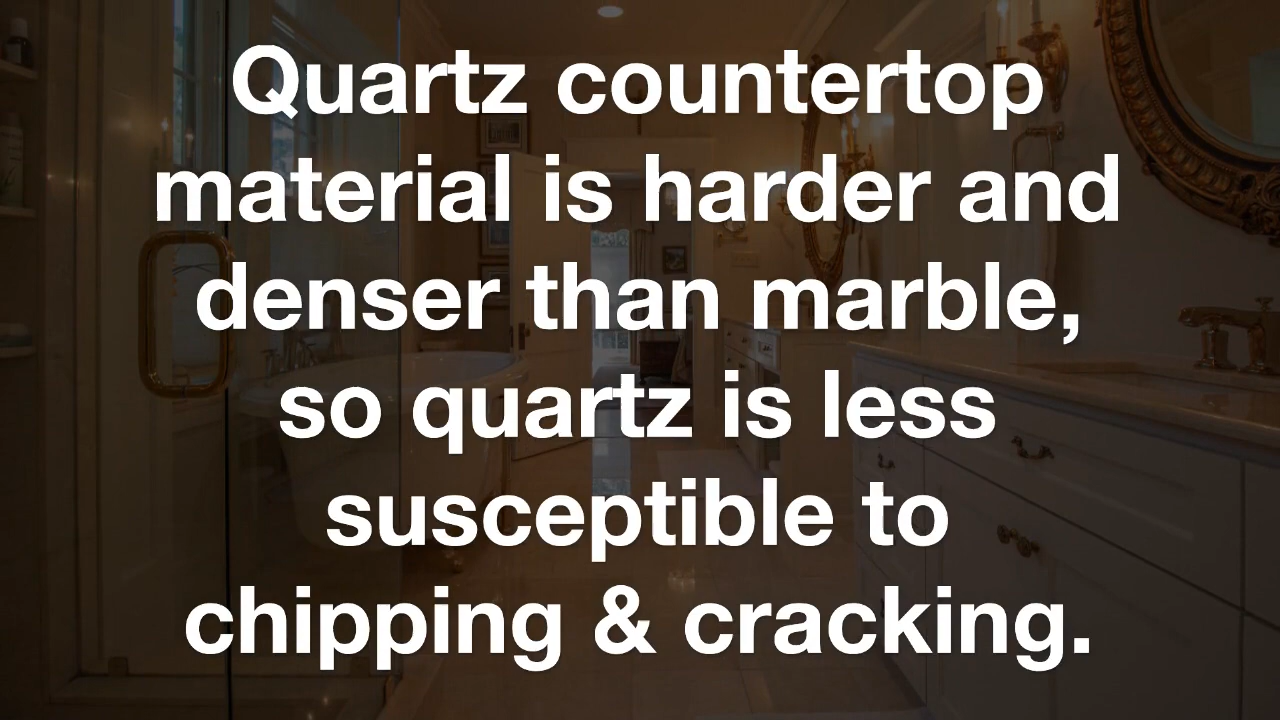 Quartz countertop
material is harder and
denser than marble,
so quartz is less
susceptible to
chipping & cracking.